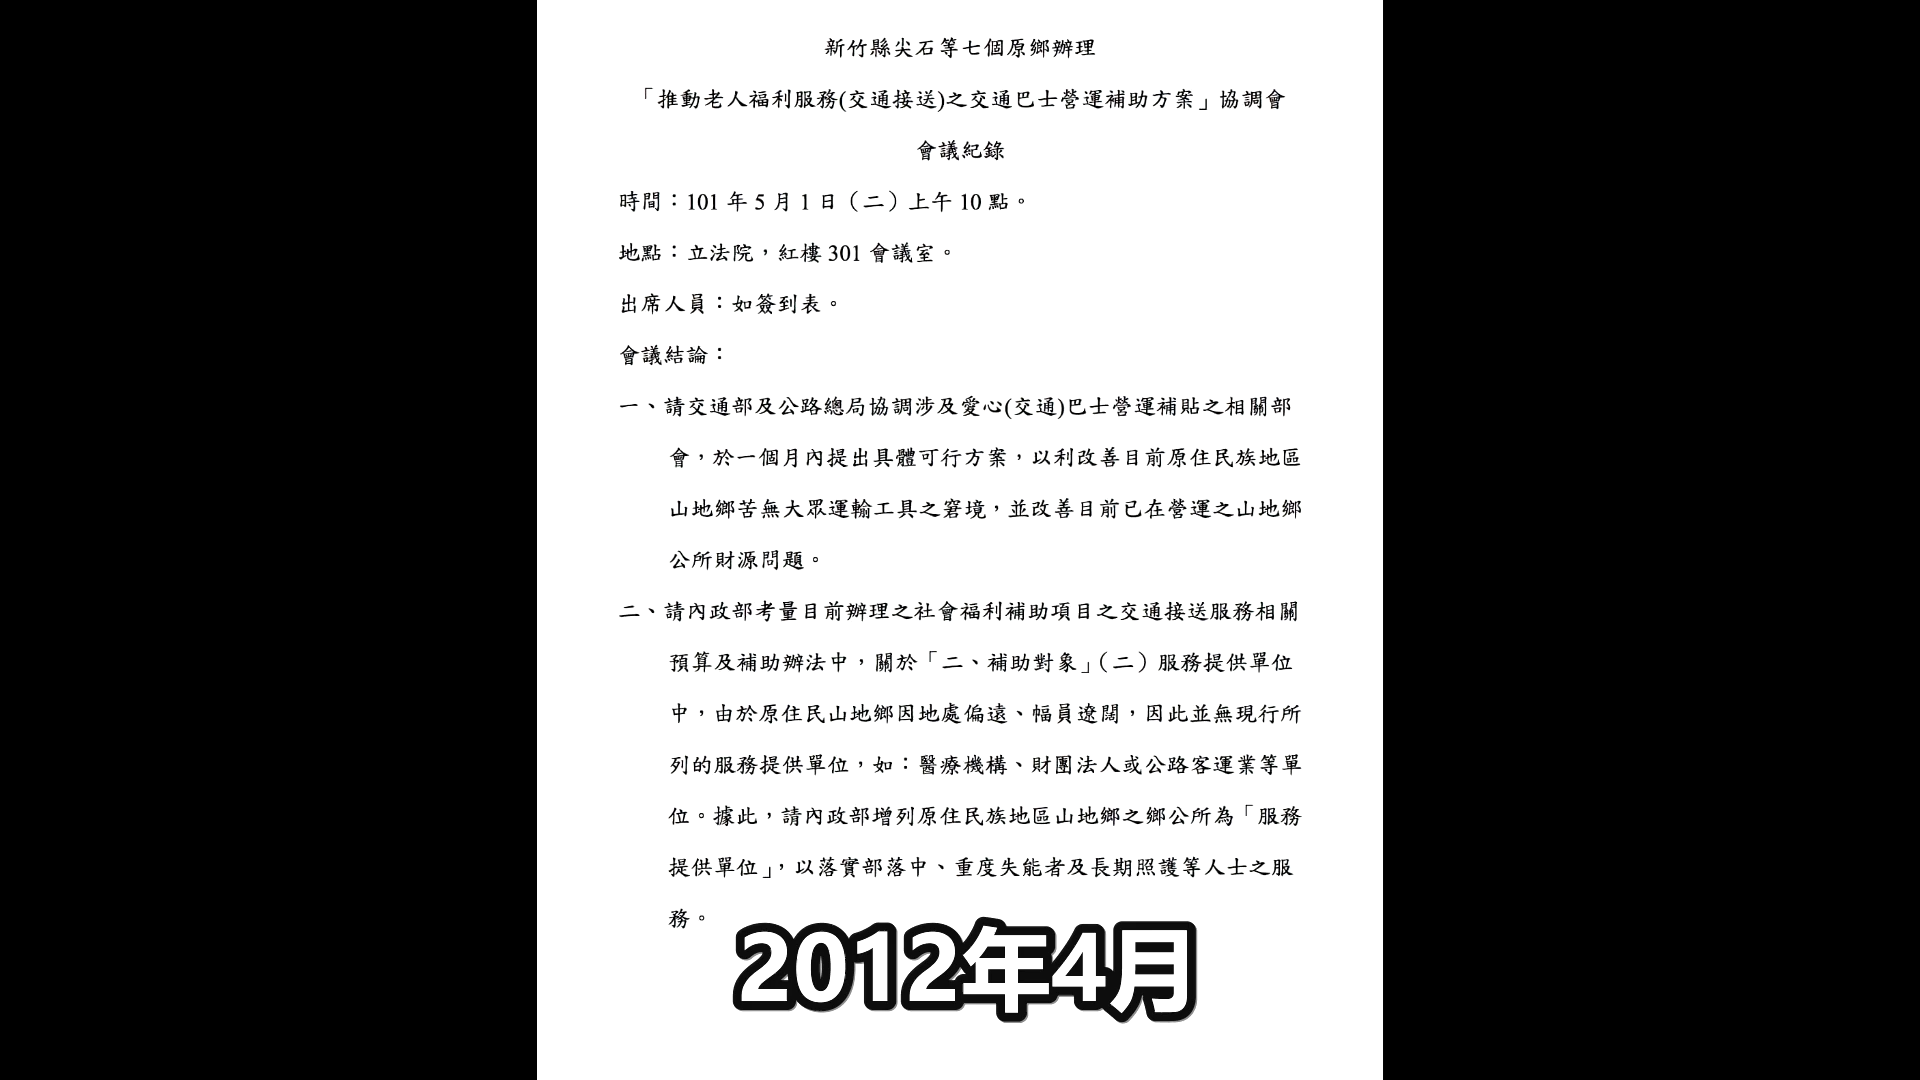 新竹縣尖石等七個原鄉辦理
「推動老人福利服務(交通接送)之交通巴士營運補助方案」協調會
會議紀錄
時間：101 年 5 月 1 日（二）上午 10 點。
地點：立法院，紅樓 301 會議室。
出席人員：如簽到表。
會議結論：
一、請交通部及公路總局協調涉及愛心(交通)巴士營運補貼之相關部
會，於一個月內提出具體可行方案，以利改善目前原住民族地區
山地鄉苦無大眾運輸工具之窘境，並改善目前已在營運之山地鄉
公所財源問題。
二、請內政部考量目前辦理之社會福利補助項目之交通接送服務相關
預算及補助辦法中，關於「二、補助對象」（二）服務提供單位
中，由於原住民山地鄉因地處偏遠、幅員遼闊，因此並無現行所
列的服務提供單位，如：醫療機構、財團法人或公路客運業等單
位。據此，請內政部增列原住民族地區山地鄉之鄉公所為「服務
提供單位」，以落實部落中、重度失能者及長期照護等人士之服
務。
2012年4月